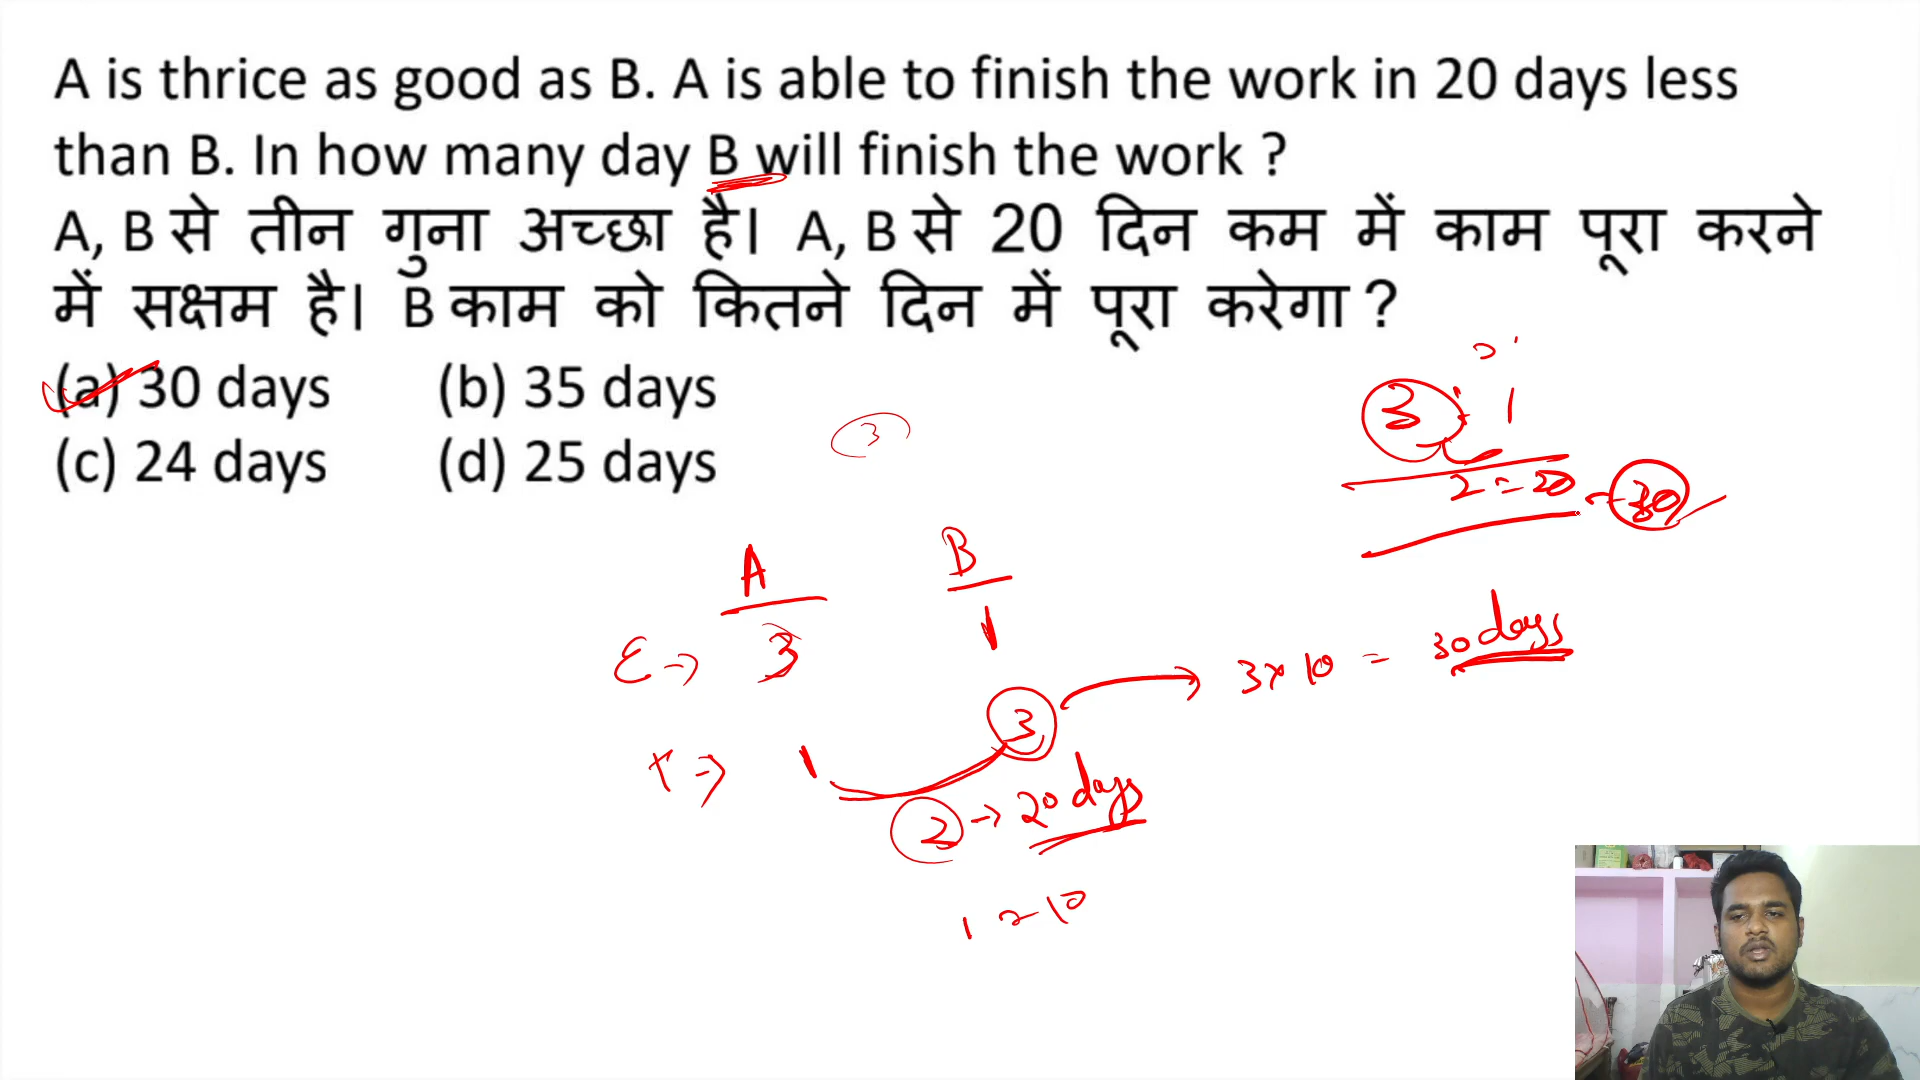 A is thrice as good as B. A is able to finish the work in 20 days less
than B. In how many day B will finish the work ?
A, B से तीन गुना अच्छा है। A, B से 20 दिन कम में काम पूरा करने
में सक्षम है। B काम को कितने दिन में पूरा करेगा ?
(a) 30 days (b) 35 days
(c) 24 days (d) 25 days
3
3 : 1
2 = 20
30
A B
E → 3 1
3 → 3 x 10 = 30 days
T → 1
2 → 20 days
1 → 10